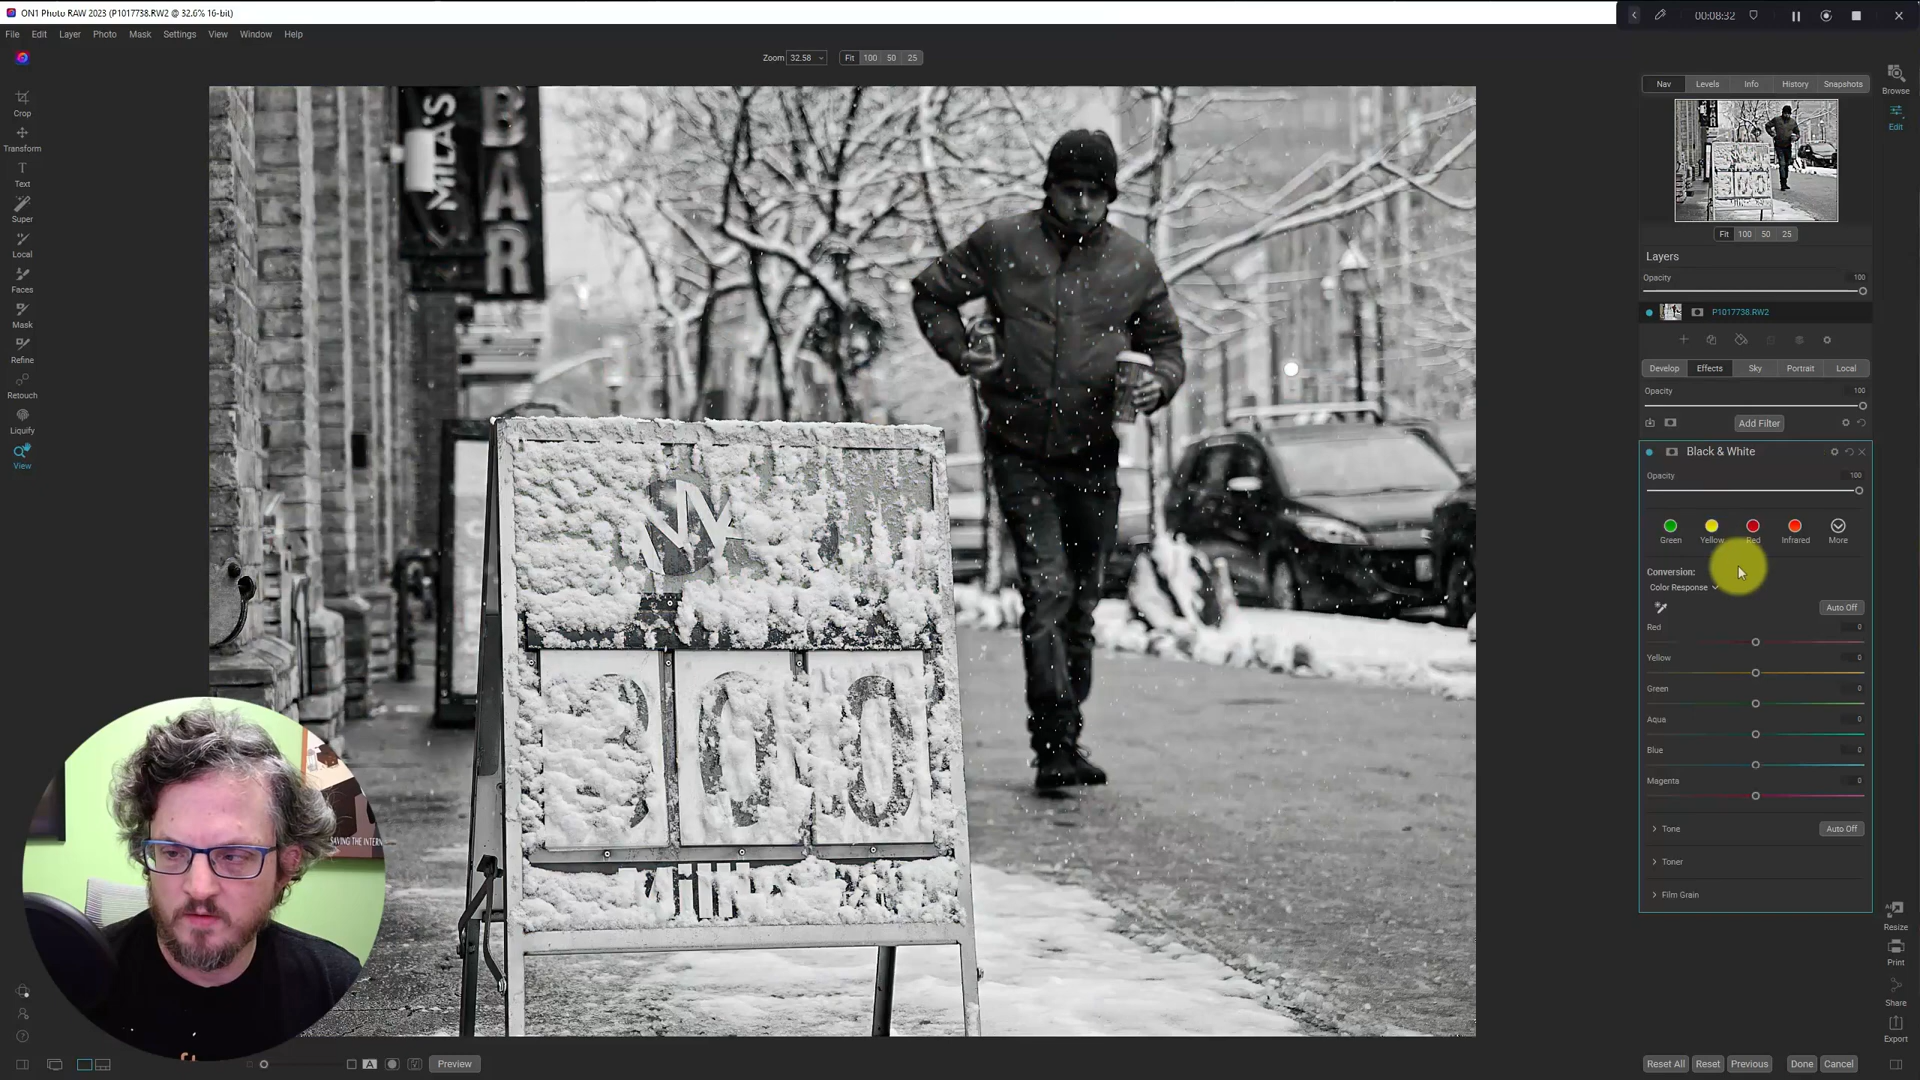 ON1 Photo RAW 2023 (P1017738.RW2 @ 32.6% 16-bit)
00:08:32
File Edit Layer Photo Mask Settings View Window Help
Zoom 32.58 Fit 100 50 25
Crop
Transform
Text
Super
Local
Faces
Mask
Refine
Retouch
Liquify
View
MILA'S
BAR
300
SAVING THE INTERN
Nav Levels Info History Snapshots
Browse
Edit
Fit 100 50 25
Layers
Opacity 100
P1017738.RW2
Develop Effects Sky Portrait Local
Opacity 100
Add Filter
Black & White
Opacity 100
Green Yellow Red Infrared More
Conversion:
Color Response
Auto Off
Red 0
Yellow 0
Green 0
Aqua 0
Blue 0
Magenta 0
Tone Auto Off
Toner
Film Grain
Resize
Print
Share
Export
A Preview
Reset All Reset Previous Done Cancel